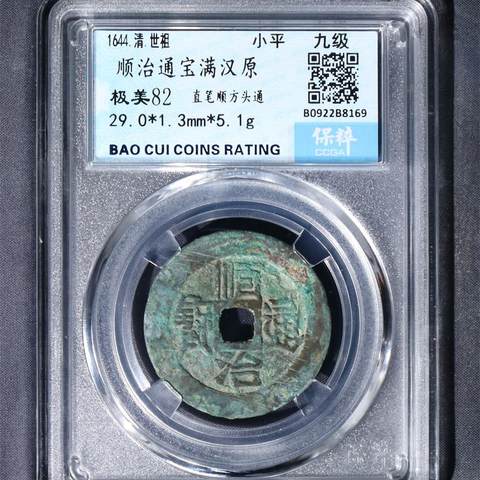 1644.清.世祖 小平 九级
顺治通宝满汉原
极美82 直笔顺方头通
29.0*1.3mm*5.1g
B0922B8169
BAO CUI COINS RATING
保粹
CCGA
順治通寳